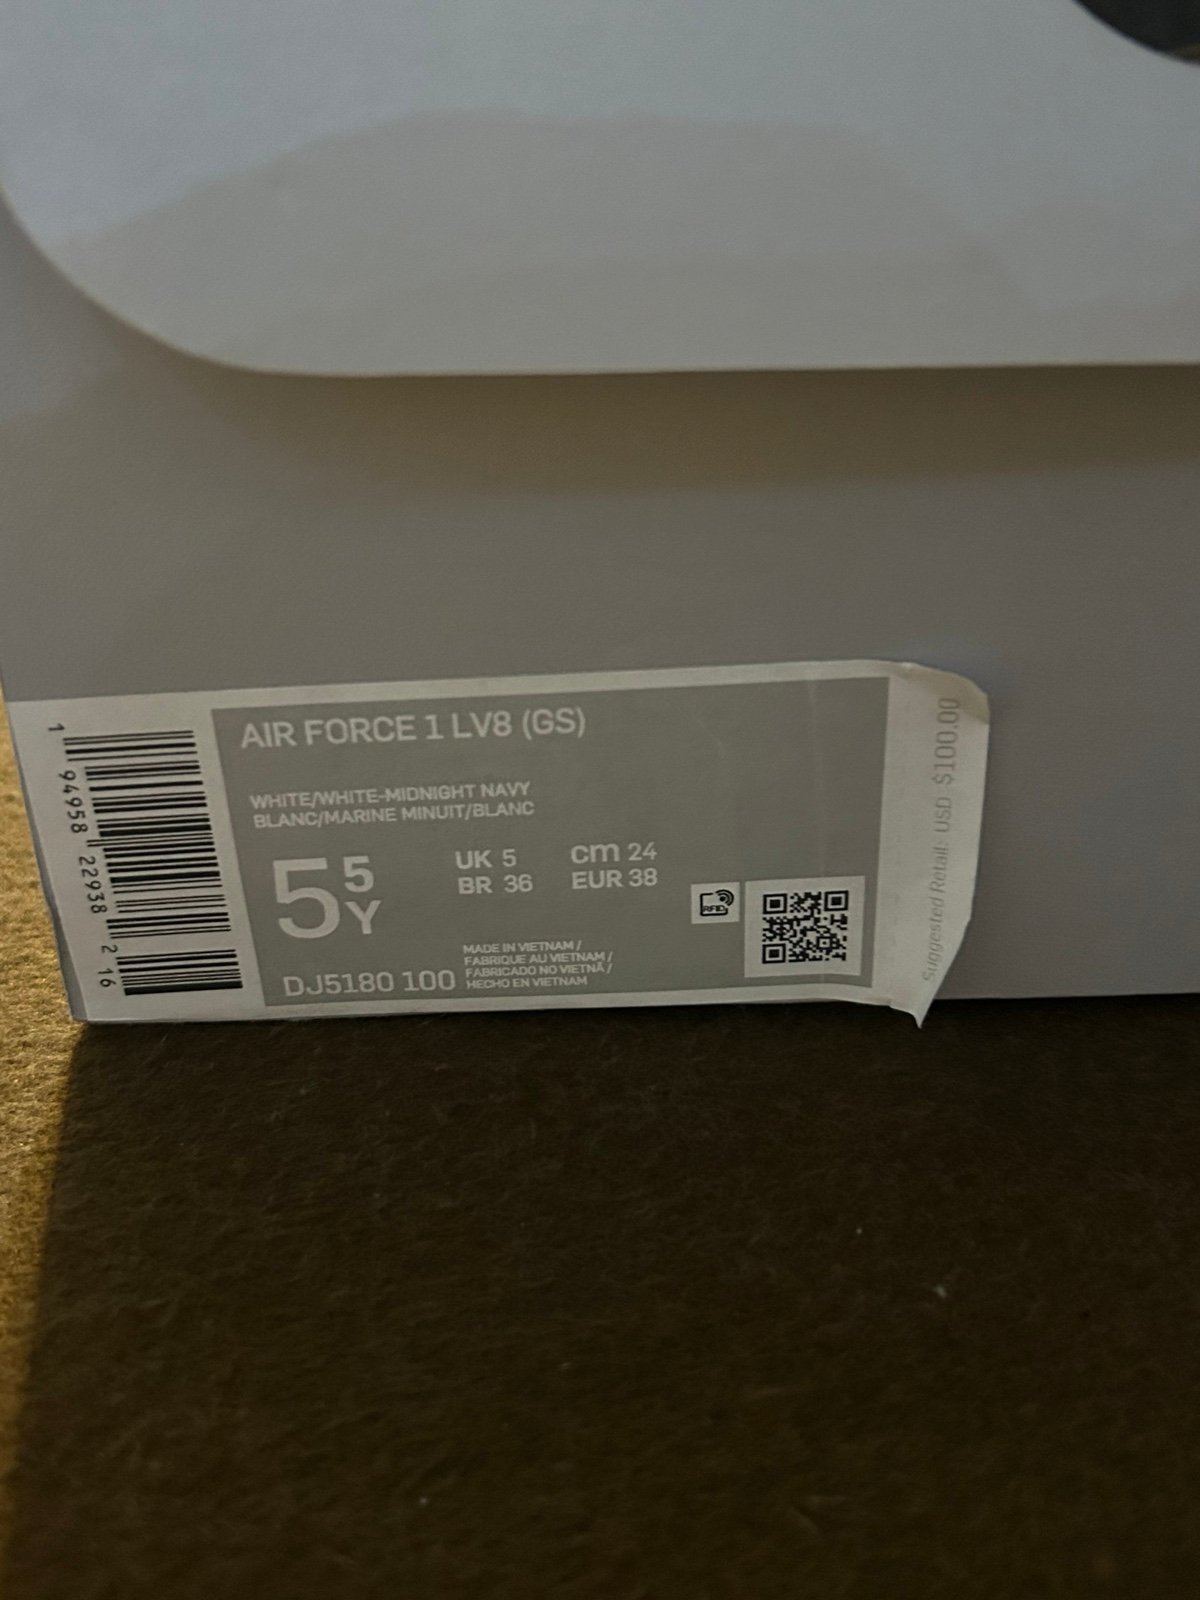 AIR FORCE 1 LV8 (GS)
WHITE/WHITE-MIDNIGHT NAVY
BLANC/MARINE MINUIT/BLANC
5 5 Y
UK 5
BR 36
cm 24
EUR 38
DJ5180 100
MADE IN VIETNAM /
FABRIQUE AU VIETNAM /
FABRICADO NO VIETNÃ /
HECHO EN VIETNAM
RFID
1 94958 22938 2 16
Suggested Retail: USD $100.00